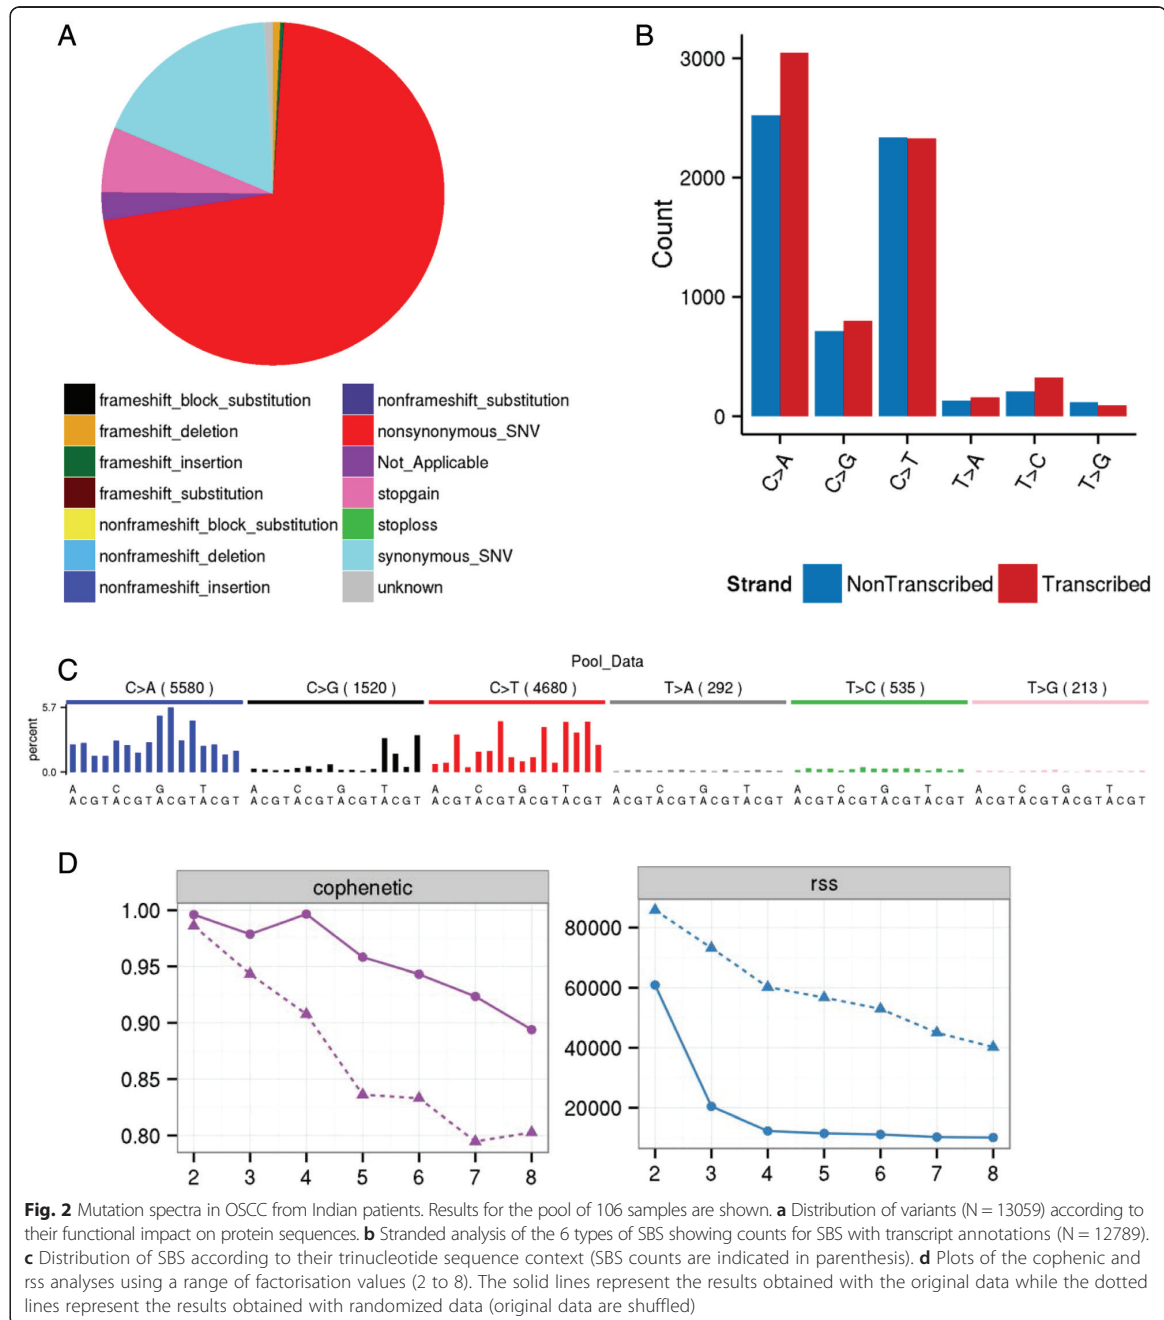 A
frameshift_block_substitution
frameshift_deletion
frameshift_insertion
frameshift_substitution
nonframeshift_block_substitution
nonframeshift_deletion
nonframeshift_insertion
nonframeshift_substitution
nonsynonymous_SNV
Not_Applicable
stopgain
stoploss
synonymous_SNV
unknown
B
Count
3000
2000
1000
0
C>A C>G C>T T>A T>C T>G
Strand NonTranscribed Transcribed
C
Pool_Data
C>A ( 5580 ) C>G ( 1520 ) C>T ( 4680 ) T>A ( 292 ) T>C ( 535 ) T>G ( 213 )
percent
5.7
0.0
A C G T A C G T A C G T A C G T A C G T A C G T
A C G T A C G T A C G T A C G T A C G T A C G T A C G T A C G T A C G T A C G T A C G T A C G T A C G T A C G T A C G T A C G T A C G T A C G T A C G T A C G T A C G T A C G T A C G T A C G T
D
cophenetic
1.00
0.95
0.90
0.85
0.80
2 3 4 5 6 7 8
rss
80000
60000
40000
20000
2 3 4 5 6 7 8
Fig. 2 Mutation spectra in OSCC from Indian patients. Results for the pool of 106 samples are shown. a Distribution of variants (N = 13059) according to
their functional impact on protein sequences. b Stranded analysis of the 6 types of SBS showing counts for SBS with transcript annotations (N = 12789).
c Distribution of SBS according to their trinucleotide sequence context (SBS counts are indicated in parenthesis). d Plots of the cophenic and
rss analyses using a range of factorisation values (2 to 8). The solid lines represent the results obtained with the original data while the dotted
lines represent the results obtained with randomized data (original data are shuffled)